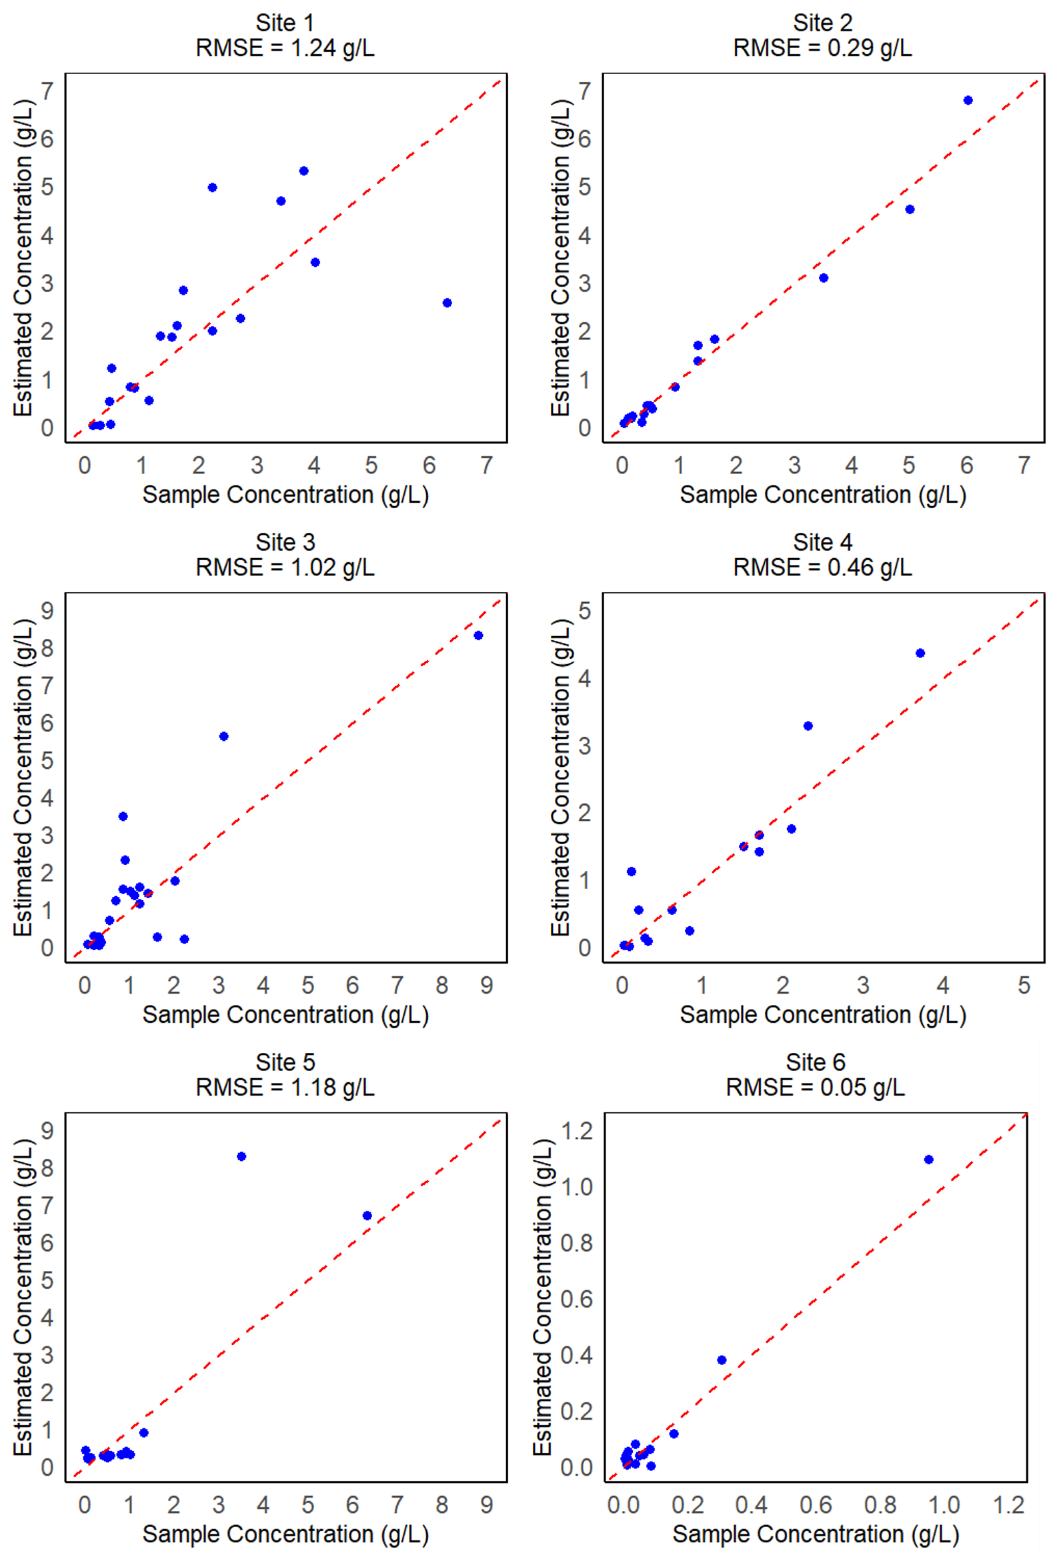 Site 1
RMSE = 1.24 g/L
7
6
5
4
3
2
1
0
Estimated Concentration (g/L)
0 1 2 3 4 5 6 7
Sample Concentration (g/L)
Site 2
RMSE = 0.29 g/L
7
6
5
4
3
2
1
0
Estimated Concentration (g/L)
0 1 2 3 4 5 6 7
Sample Concentration (g/L)
Site 3
RMSE = 1.02 g/L
9
8
7
6
5
4
3
2
1
0
Estimated Concentration (g/L)
0 1 2 3 4 5 6 7 8 9
Sample Concentration (g/L)
Site 4
RMSE = 0.46 g/L
5
4
3
2
1
0
Estimated Concentration (g/L)
0 1 2 3 4 5
Sample Concentration (g/L)
Site 5
RMSE = 1.18 g/L
9
8
7
6
5
4
3
2
1
0
Estimated Concentration (g/L)
0 1 2 3 4 5 6 7 8 9
Sample Concentration (g/L)
Site 6
RMSE = 0.05 g/L
1.2
1.0
0.8
0.6
0.4
0.2
0.0
Estimated Concentration (g/L)
0.0 0.2 0.4 0.6 0.8 1.0 1.2
Sample Concentration (g/L)